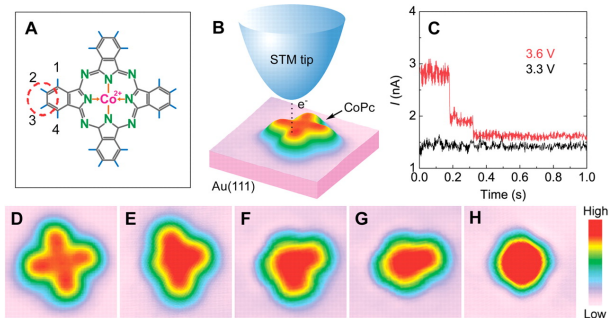 A
1
2
3
4
N
N
N
N
N
N
N
N
Co2+
B
STM tip
e-
CoPc
Au(111)
C
I (nA)
4
3
2
1
3.6 V
3.3 V
0.0 0.2 0.4 0.6 0.8 1.0
Time (s)
D
E
F
G
H
High
Low